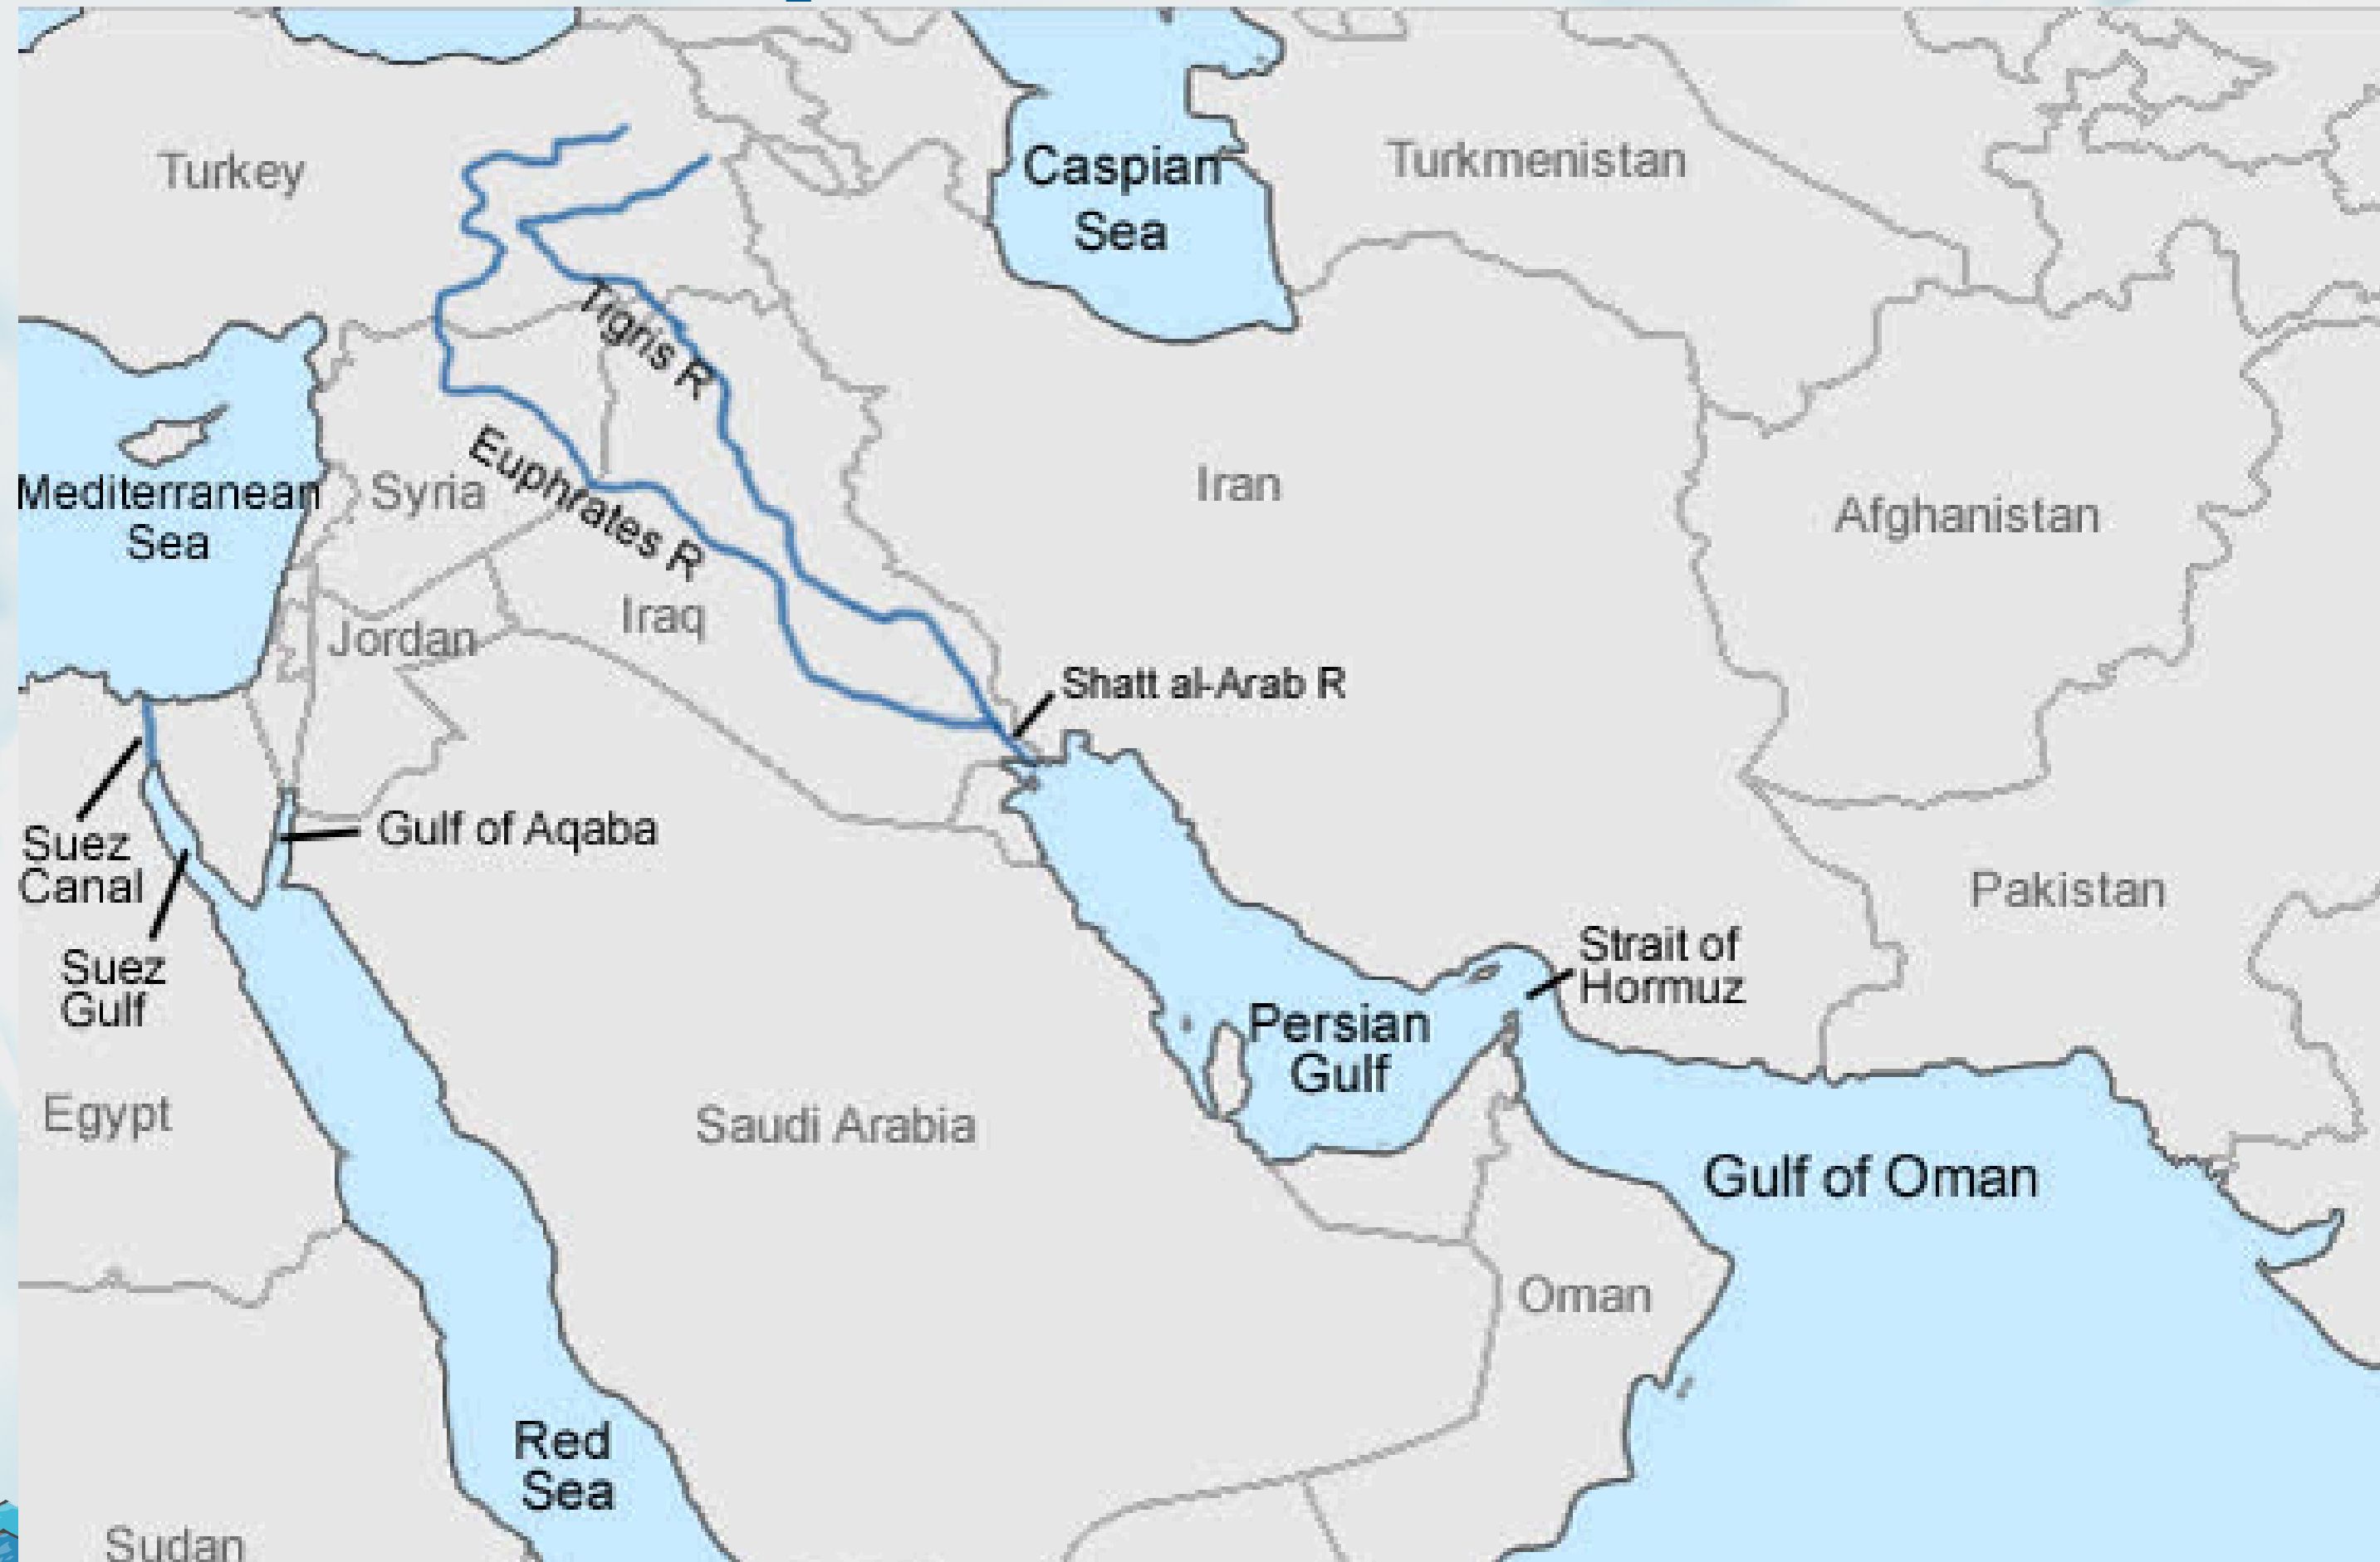 Turkey
Caspian
Sea
Turkmenistan
Tigris R
Euphrates R
Mediterranean
Sea
Syria
Iran
Afghanistan
Iraq
Jordan
Shatt al-Arab R
Suez
Canal
Gulf of Aqaba
Suez
Gulf
Pakistan
Strait of
Hormuz
Persian
Gulf
Egypt
Saudi Arabia
Gulf of Oman
Oman
Red
Sea
Sudan